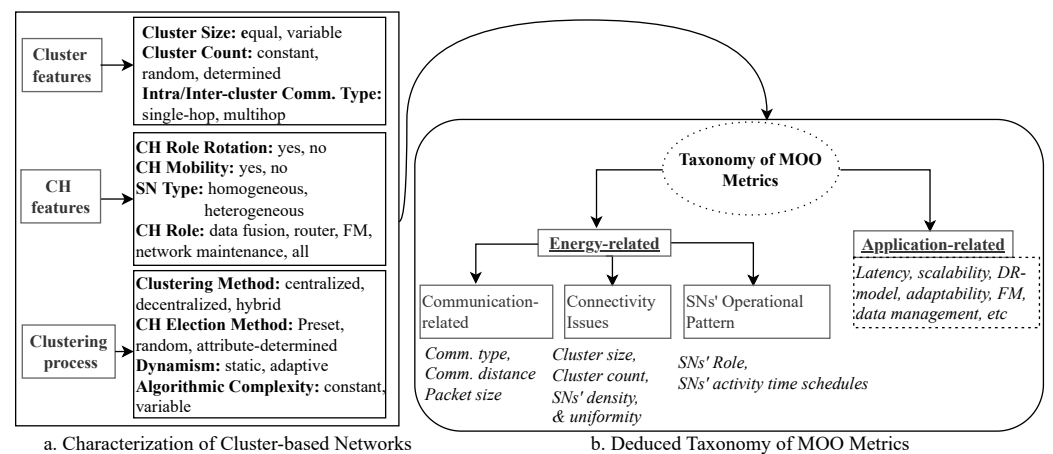 Cluster
features
Cluster Size: equal, variable
Cluster Count: constant,
random, determined
Intra/Inter-cluster Comm. Type:
single-hop, multihop
CH
features
CH Role Rotation: yes, no
CH Mobility: yes, no
SN Type: homogeneous,
heterogeneous
CH Role: data fusion, router, FM,
network maintenance, all
Clustering
process
Clustering Method: centralized,
decentralized, hybrid
CH Election Method: Preset,
random, attribute-determined
Dynamism: static, adaptive
Algorithmic Complexity: constant,
variable
a. Characterization of Cluster-based Networks
Taxonomy of MOO
Metrics
Energy-related
Communication-
related
Comm. type,
Comm. distance
Packet size
Connectivity
Issues
Cluster size,
Cluster count,
SNs' density,
& uniformity
SNs' Operational
Pattern
SNs' Role,
SNs' activity time schedules
Application-related
Latency, scalability, DR-
model, adaptability, FM,
data management, etc
b. Deduced Taxonomy of MOO Metrics